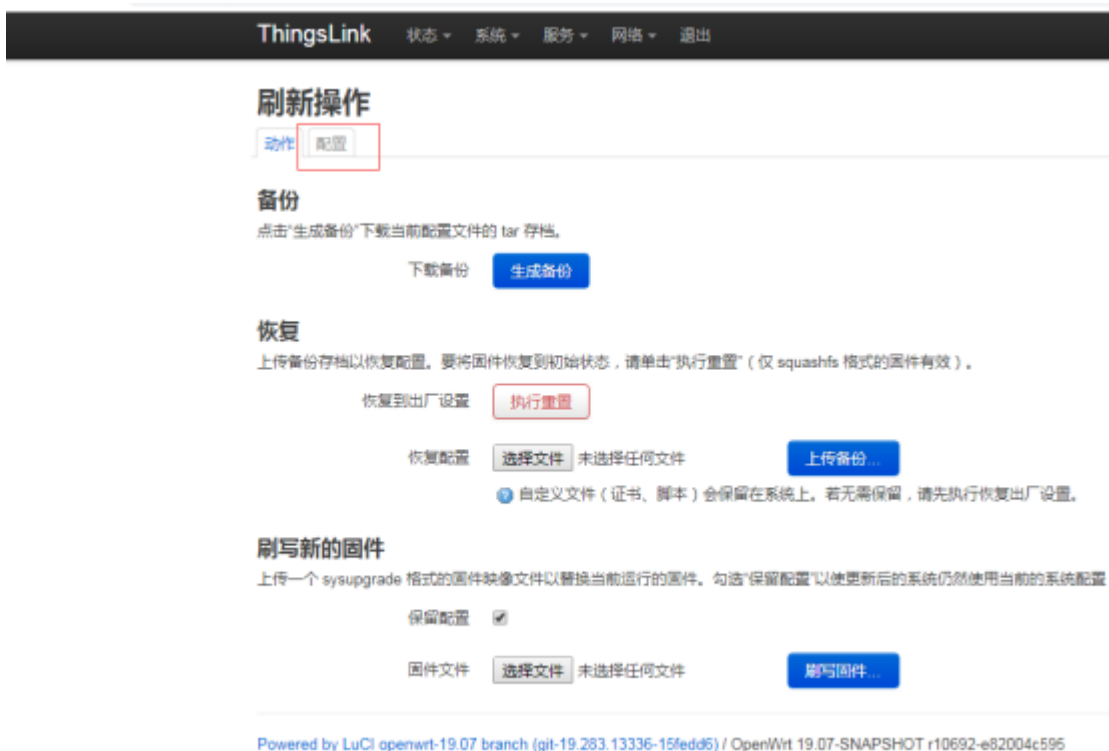 ThingsLink 状态 系统 服务 网络 退出
刷新操作
动作 配置
备份
点击“生成备份”下载当前配置文件的 tar 存档。
下载备份 生成备份
恢复
上传备份存档以恢复配置。要将固件恢复到初始状态，请单击“执行重置”（仅 squashfs 格式的固件有效）。
恢复到出厂设置 执行重置
恢复配置 选择文件 未选择任何文件 上传备份...
自定义文件（证书、脚本）会保留在系统上。若无需保留，请先执行恢复出厂设置。
刷写新的固件
上传一个 sysupgrade 格式的固件映像文件以替换当前运行的固件。勾选“保留配置”以使更新后的系统仍然使用当前的系统配置
保留配置
固件文件 选择文件 未选择任何文件 刷写固件...
Powered by LuCI openwrt-19.07 branch (git-19.283.13336-15fedd6) / OpenWrt 19.07-SNAPSHOT r10692-e82004c595